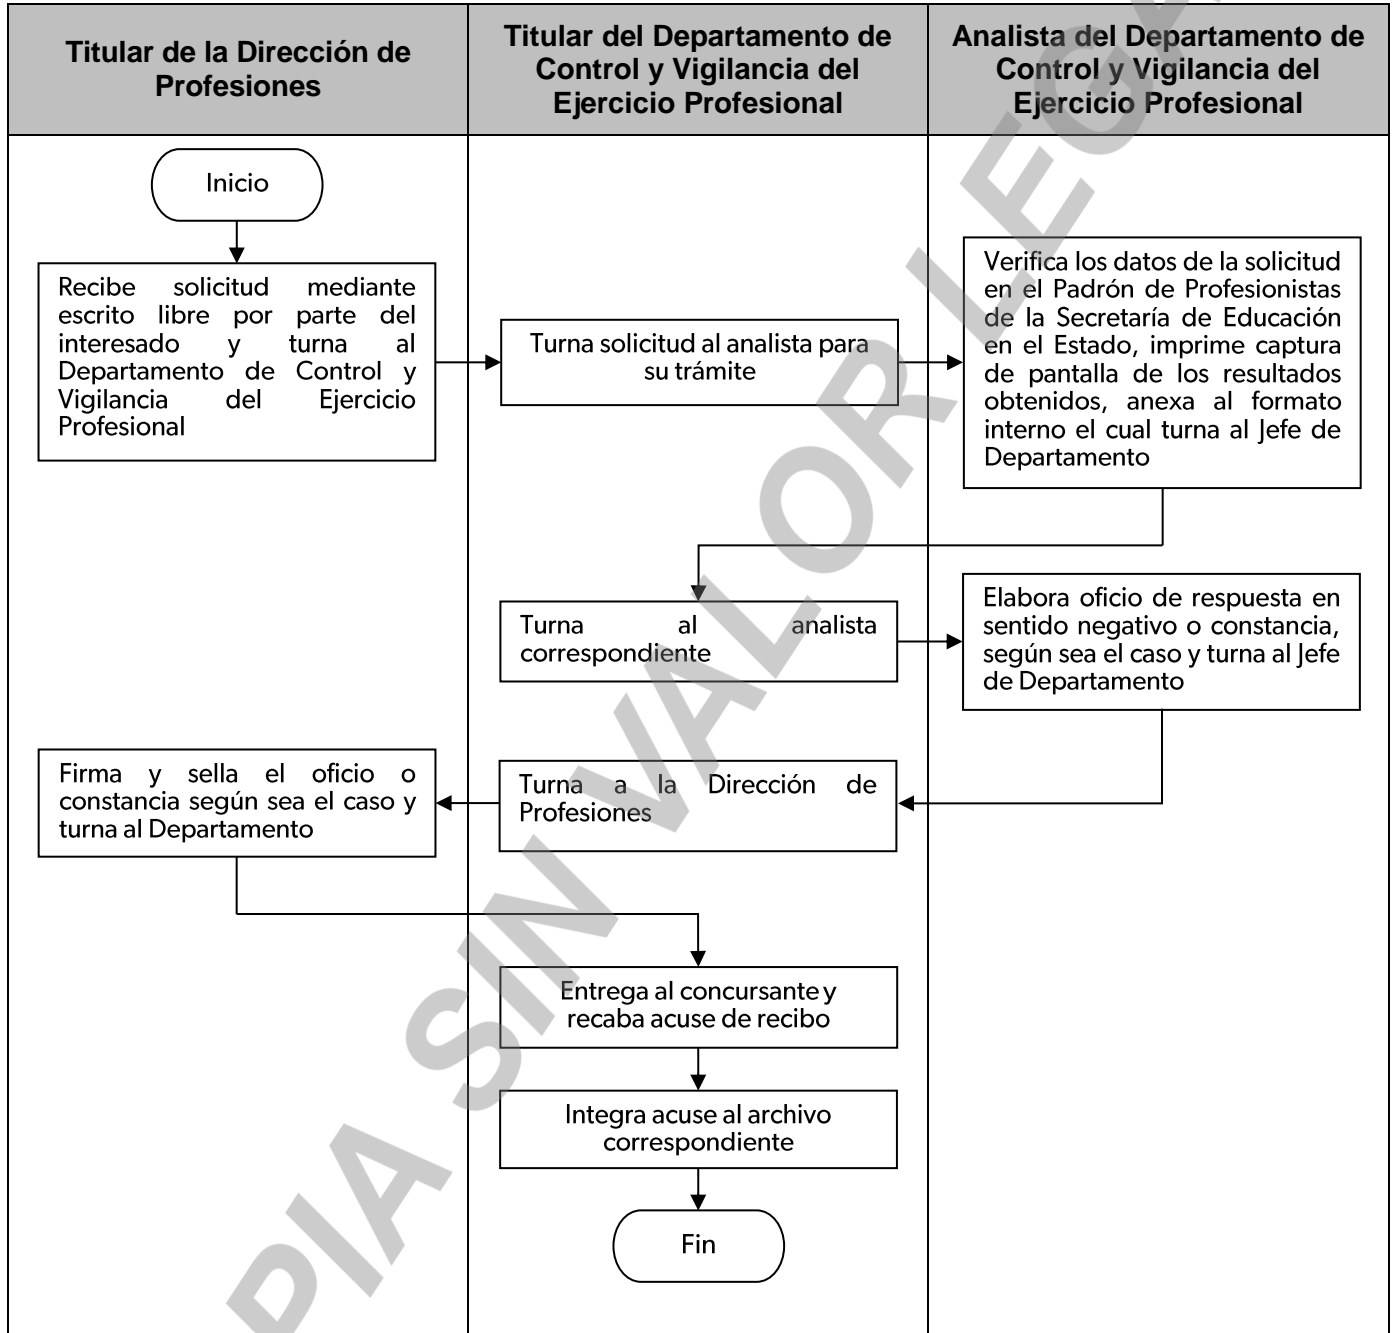 Titular de la Dirección de
Profesiones
Titular del Departamento de
Control y Vigilancia del
Ejercicio Profesional
Analista del Departamento de
Control y Vigilancia del
Ejercicio Profesional
Inicio
Recibe solicitud mediante
escrito libre por parte del
interesado y turna al
Departamento de Control y
Vigilancia del Ejercicio
Profesional
Turna solicitud al analista para
su trámite
Verifica los datos de la solicitud
en el Padrón de Profesionistas
de la Secretaría de Educación
en el Estado, imprime captura
de pantalla de los resultados
obtenidos, anexa al formato
interno el cual turna al Jefe de
Departamento
Turna al analista
correspondiente
Elabora oficio de respuesta en
sentido negativo o constancia,
según sea el caso y turna al Jefe
de Departamento
Firma y sella el oficio o
constancia según sea el caso y
turna al Departamento
Turna a la Dirección de
Profesiones
Entrega al concursante y
recaba acuse de recibo
Integra acuse al archivo
correspondiente
Fin
PIA SIN VALOR LEGA